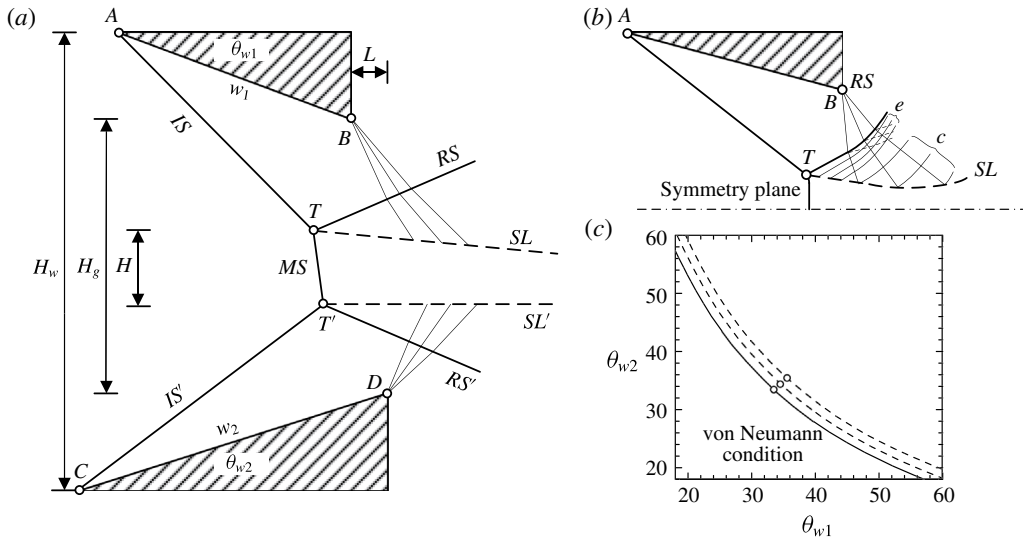 (a)
A
θw1
L
w1
IS
B
RS
T
SL
Hw
Hg
H
MS
T′
SL′
IS′
D
RS′
w2
C
θw2
(b)
A
RS
B
e
c
T
SL
Symmetry plane
(c)
60
50
40
30
20
θw2
von Neumann
condition
20 30 40 50 60
θw1